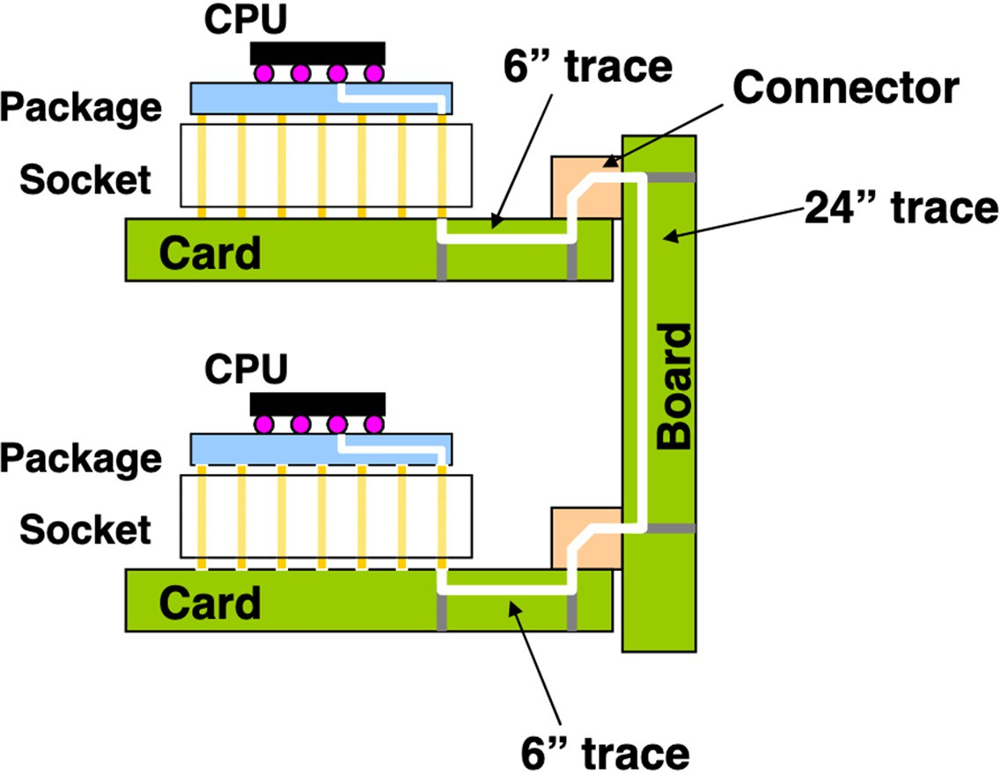 CPU
6” trace
Connector
Package
Socket
24” trace
Card
Board
CPU
Package
Socket
Card
6” trace